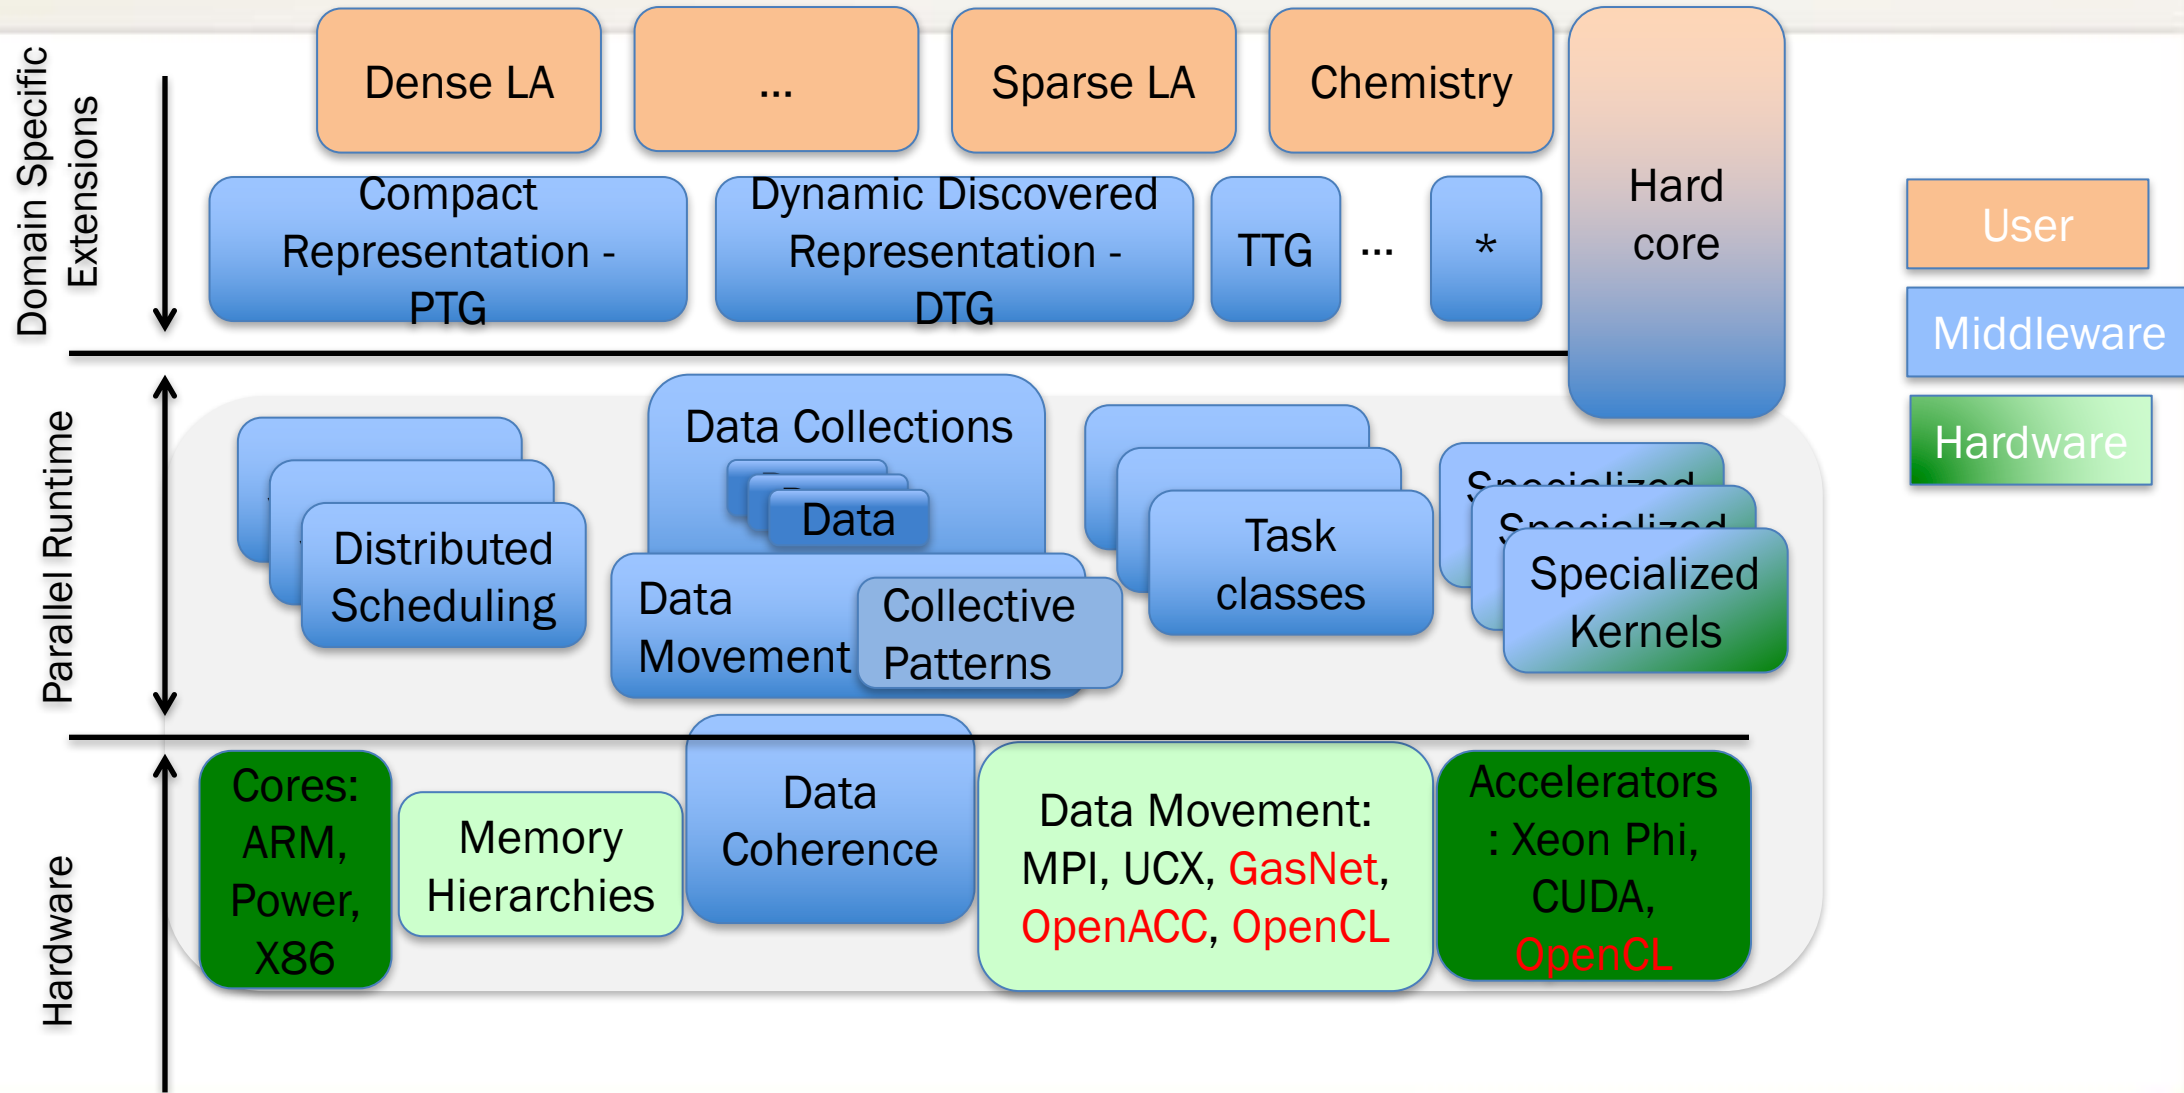 Domain Specific
Extensions
Dense LA
...
Sparse LA
Chemistry
Hard
core
Compact
Representation -
PTG
Dynamic Discovered
Representation -
DTG
TTG
...
*
User
Middleware
Hardware
Parallel Runtime
Distributed
Scheduling
Data Collections
Data
Data
Movement
Collective
Patterns
Task
classes
Specialized
Specialized
Specialized
Kernels
Hardware
Cores:
ARM,
Power,
X86
Memory
Hierarchies
Data
Coherence
Data Movement:
MPI, UCX, GasNet,
OpenACC, OpenCL
Accelerators
: Xeon Phi,
CUDA,
OpenCL